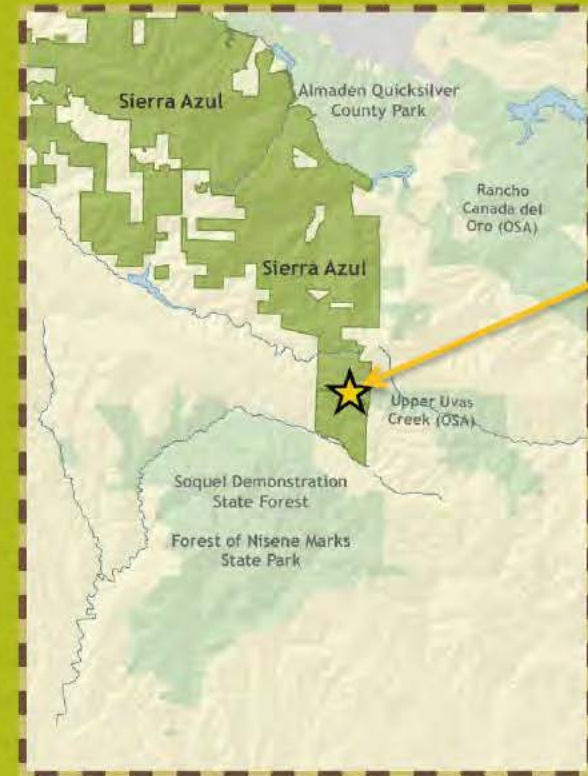 Sierra Azul
Almaden Quicksilver
County Park
Rancho
Canada del
Oro (OSA)
Sierra Azul
Upper Uvas
Creek (OSA)
Soquel Demonstration
State Forest
Forest of Nisene Marks
State Park